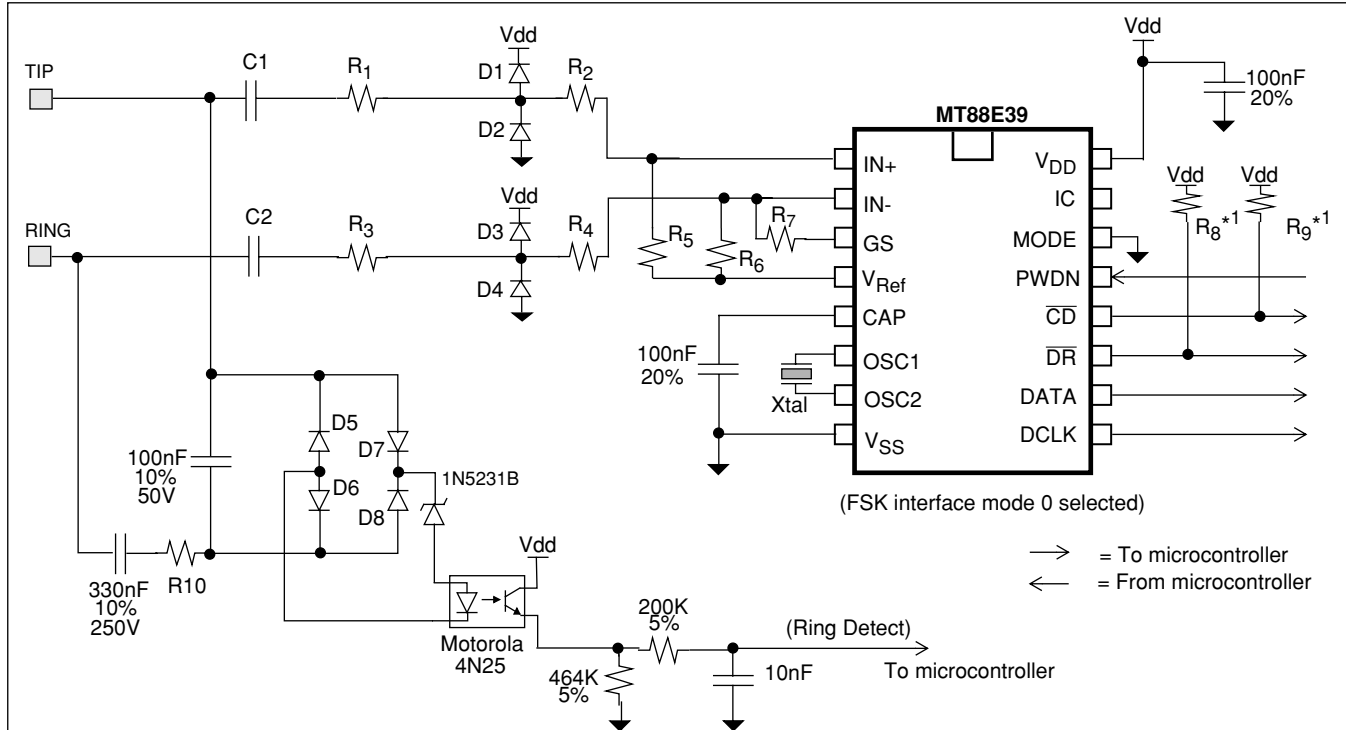 TIP
C1
R1
Vdd
D1
D2
R2
RING
C2
R3
Vdd
D3
D4
R4
R5
R6
R7
MT88E39
IN+
IN-
GS
VRef
CAP
OSC1
OSC2
VSS
VDD
IC
MODE
PWDN
CD
DR
DATA
DCLK
Vdd
100nF
20%
Vdd
R8*1
Vdd
R9*1
100nF
20%
Xtal
(FSK interface mode 0 selected)
= To microcontroller
= From microcontroller
100nF
10%
50V
D5
D6
D7
D8
1N5231B
330nF
10%
250V
R10
Vdd
Motorola
4N25
464K
5%
200K
5%
10nF
(Ring Detect)
To microcontroller